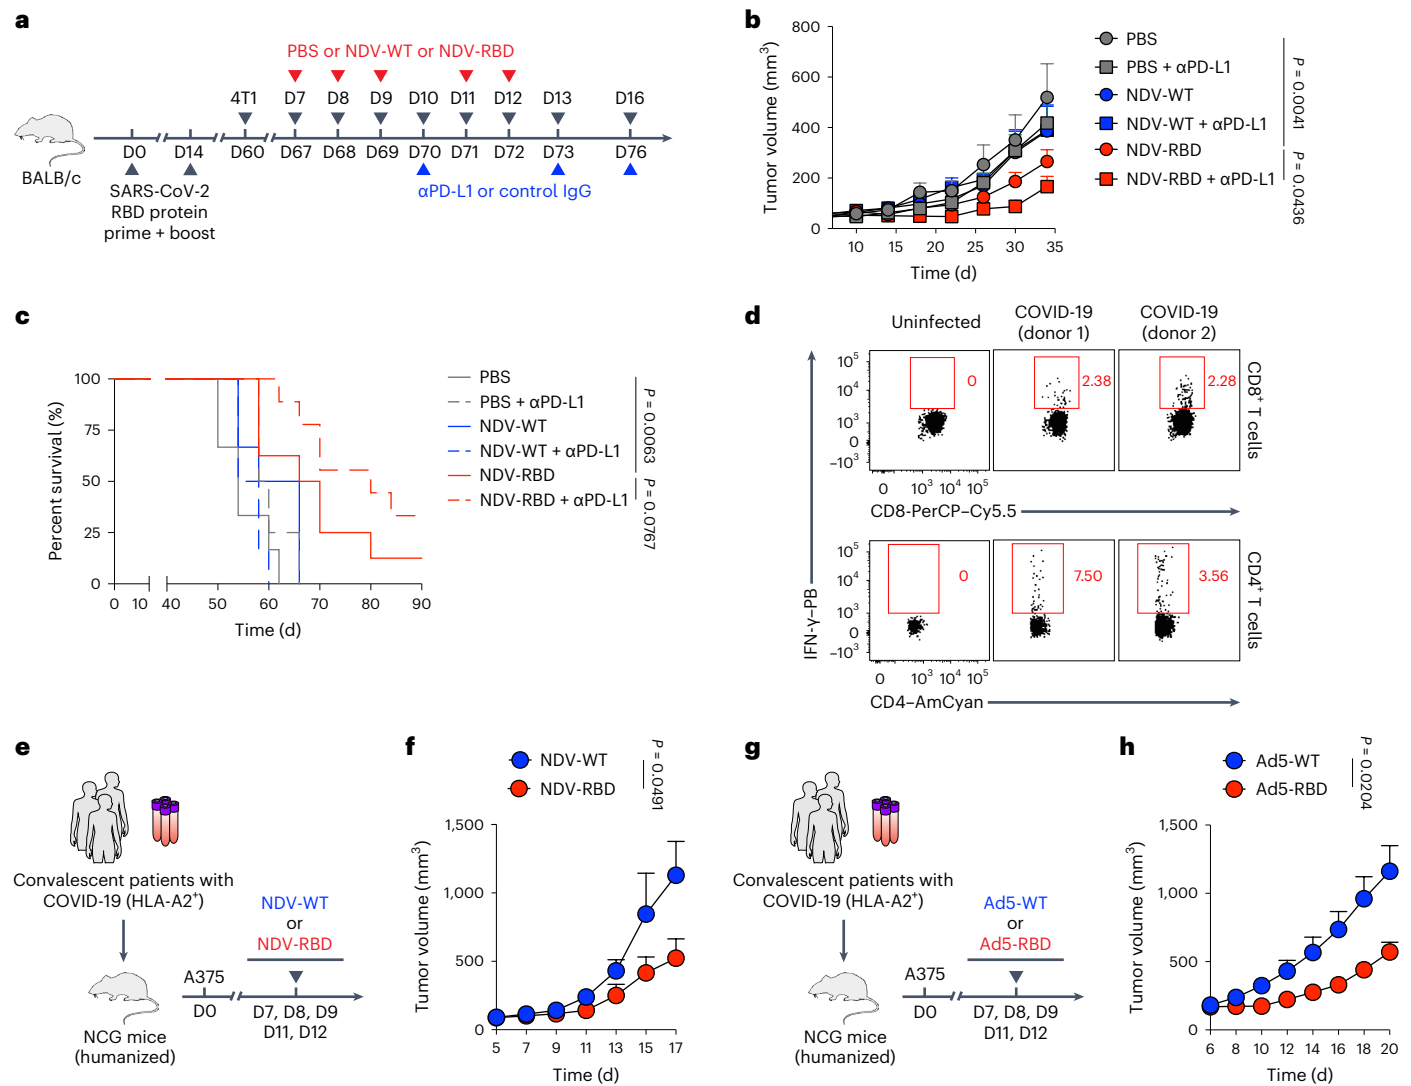 a
PBS or NDV-WT or NDV-RBD
4T1 D7 D8 D9 D10 D11 D12 D13 D16
D0 D14 D60 D67 D68 D69 D70 D71 D72 D73 D76
BALB/c
SARS-CoV-2
RBD protein
prime + boost
αPD-L1 or control IgG
b
Tumor volume (mm³)
800
600
400
200
0
10 15 20 25 30 35
Time (d)
PBS
PBS + αPD-L1
NDV-WT
NDV-WT + αPD-L1
NDV-RBD
NDV-RBD + αPD-L1
P = 0.0041
P = 0.0436
c
Percent survival (%)
100
75
50
25
0
0 10 40 50 60 70 80 90
Time (d)
PBS
PBS + αPD-L1
NDV-WT
NDV-WT + αPD-L1
NDV-RBD
NDV-RBD + αPD-L1
P = 0.0063
P = 0.0767
d
Uninfected
COVID-19
(donor 1)
COVID-19
(donor 2)
10⁵
10⁴
10³
0
–10³
0 2.38 2.28
CD8⁺ T cells
0 10³ 10⁴ 10⁵
CD8-PerCP–Cy5.5
10⁵
10⁴
10³
0
–10³
0 7.50 3.56
CD4⁺ T cells
0 10³ 10⁴ 10⁵
CD4–AmCyan
IFN-γ–PB
e
Convalescent patients with
COVID-19 (HLA-A2⁺)
NDV-WT
or
NDV-RBD
A375
D0
D7, D8, D9
D11, D12
NCG mice
(humanized)
f
NDV-WT
NDV-RBD
P = 0.0491
Tumor volume (mm³)
1,500
1,000
500
0
5 7 9 11 13 15 17
Time (d)
g
Convalescent patients with
COVID-19 (HLA-A2⁺)
Ad5-WT
or
Ad5-RBD
A375
D0
D7, D8, D9
D11, D12
NCG mice
(humanized)
h
Ad5-WT
Ad5-RBD
P = 0.0204
Tumor volume (mm³)
1,500
1,000
500
0
6 8 10 12 14 16 18 20
Time (d)